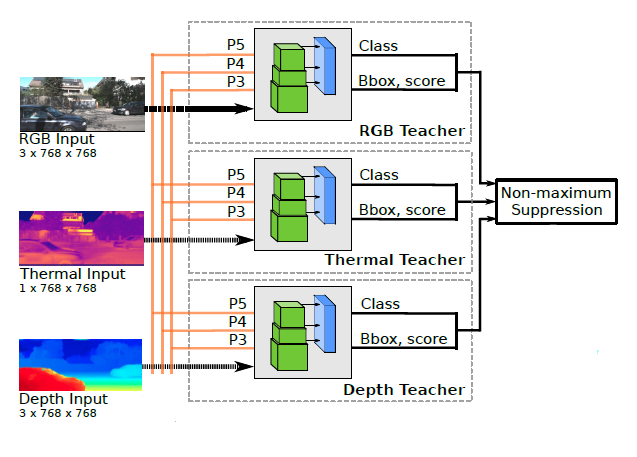 P5
P4
P3
Class
Bbox, score
RGB Teacher
RGB Input
3 x 768 x 768
P5
P4
P3
Class
Bbox, score
Thermal Teacher
Thermal Input
1 x 768 x 768
Non-maximum
Suppression
P5
P4
P3
Class
Bbox, score
Depth Teacher
Depth Input
3 x 768 x 768